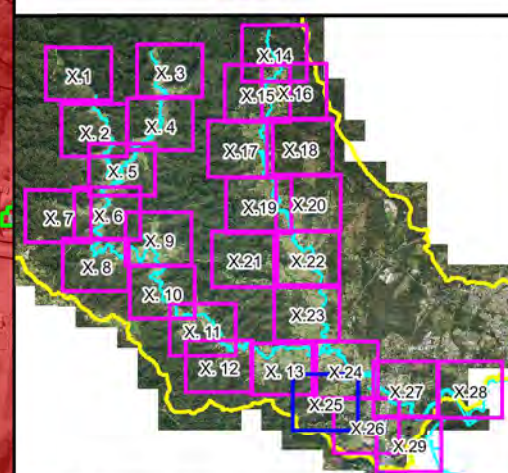 X.14
X.1
X. 3
X.15
X.16
X. 2
X. 4
X.17
X.18
X. 5
X. 7
X. 6
X.19
X.20
X. 9
X. 8
X.21
X.22
X. 10
X.23
X. 11
X. 12
X. 13
X.24
X.27
X.28
X.25
X.26
X.29